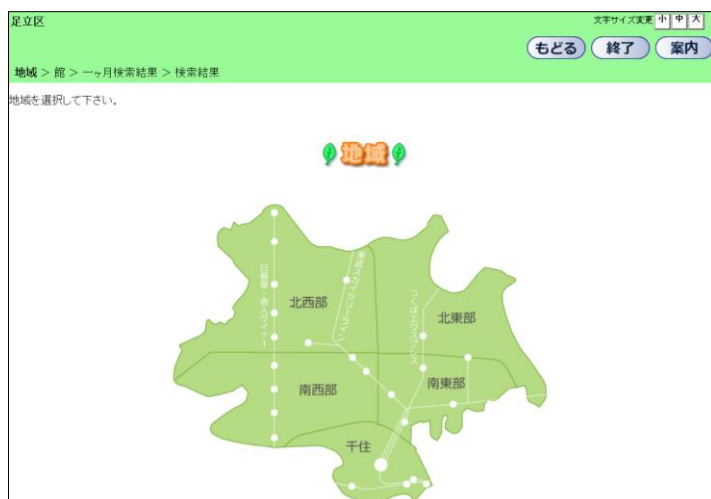 足立区
文字サイズ変更 小 中 大
もどる 終了 案内
地域 > 館 > 一ヶ月検索結果 > 検索結果
地域を選択して下さい。
地域
日暮里・舎人ライナー
東武スカイツリーライン
つくばエクスプレス
北西部
北東部
南西部
南東部
千住